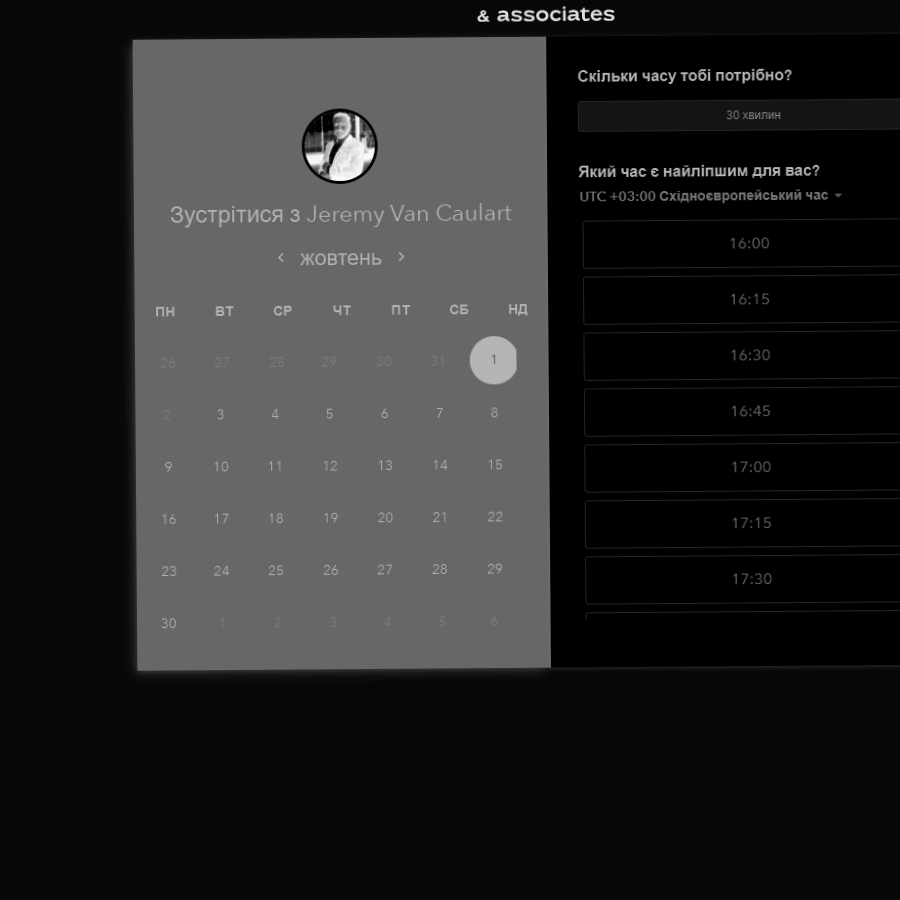 & associates
Зустрітися з Jeremy Van Caulart
жовтень
ПН ВТ СР ЧТ ПТ СБ НД
26 27 28 29 30 31 1
2 3 4 5 6 7 8
9 10 11 12 13 14 15
16 17 18 19 20 21 22
23 24 25 26 27 28 29
30 1 2 3 4 5 6
Скільки часу тобі потрібно?
30 хвилин
Який час є найліпшим для вас?
UTC +03:00 Східноєвропейський час
16:00
16:15
16:30
16:45
17:00
17:15
17:30